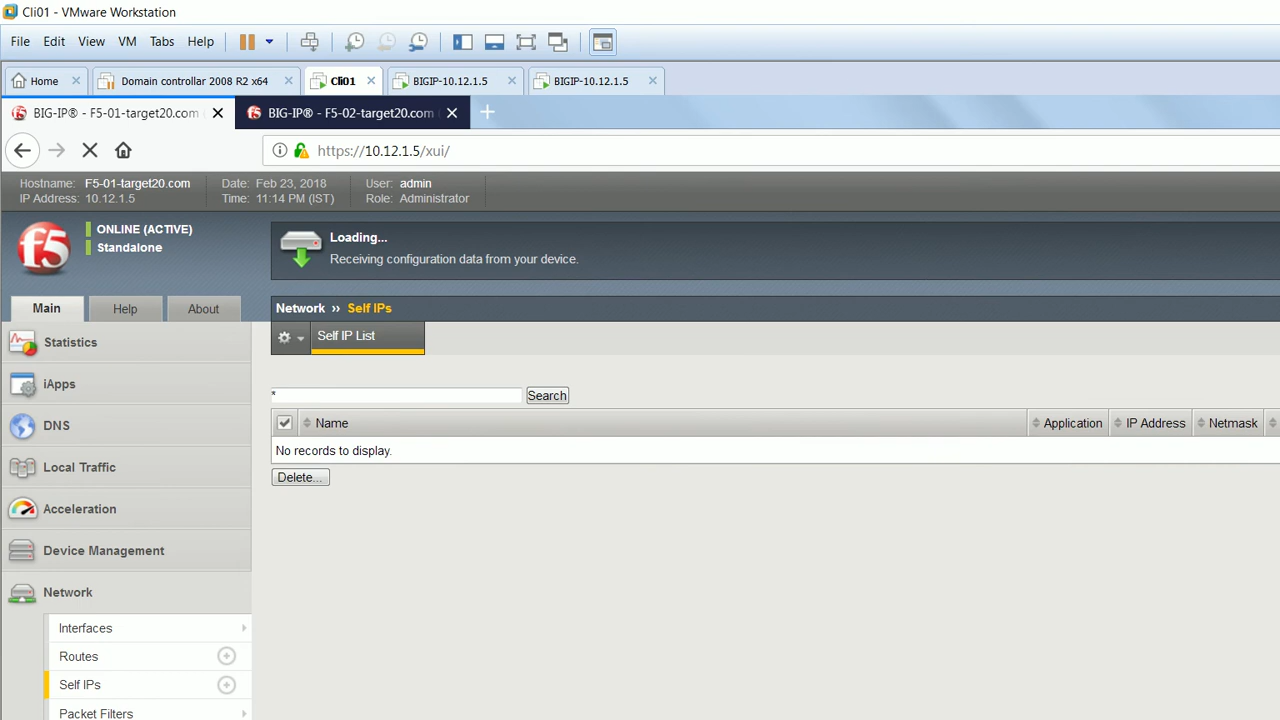 Cli01 - VMware Workstation
File Edit View VM Tabs Help
Home Domain controllar 2008 R2 x64 Cli01 BIGIP-10.12.1.5 BIGIP-10.12.1.5
BIG-IP® - F5-01-target20.com ( BIG-IP® - F5-02-target20.com
https://10.12.1.5/xui/
Hostname: F5-01-target20.com Date: Feb 23, 2018 User: admin
IP Address: 10.12.1.5 Time: 11:14 PM (IST) Role: Administrator
f5
ONLINE (ACTIVE)
Standalone
Loading...
Receiving configuration data from your device.
Main Help About
Network ›› Self IPs
Self IP List
Statistics
iApps
DNS
Local Traffic
Acceleration
Device Management
Network
Interfaces
Routes
Self IPs
Packet Filters
* Search
Name Application IP Address Netmask
No records to display.
Delete...